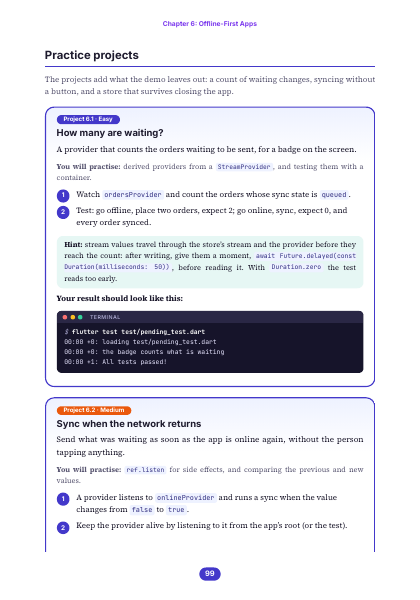 Chapter 6: Offline-First Apps
Practice projects
The projects add what the demo leaves out: a count of waiting changes, syncing without
a button, and a store that survives closing the app.
Project 6.1 · Easy
How many are waiting?
A provider that counts the orders waiting to be sent, for a badge on the screen.
You will practise: derived providers from a StreamProvider, and testing them with a
container.
1 Watch ordersProvider and count the orders whose sync state is queued.
2 Test: go offline, place two orders, expect 2; go online, sync, expect 0, and
every order synced.
Hint: stream values travel through the store's stream and the provider before they
reach the count: after writing, give them a moment, await Future.delayed(const
Duration(milliseconds: 50)), before reading it. With Duration.zero the test
reads too early.
Your result should look like this:
TERMINAL
$ flutter test test/pending_test.dart
00:00 +0: loading test/pending_test.dart
00:00 +0: the badge counts what is waiting
00:00 +1: All tests passed!
Project 6.2 · Medium
Sync when the network returns
Send what was waiting as soon as the app is online again, without the person
tapping anything.
You will practise: ref.listen for side effects, and comparing the previous and new
values.
1 A provider listens to onlineProvider and runs a sync when the value
changes from false to true.
2 Keep the provider alive by listening to it from the app's root (or the test).
99